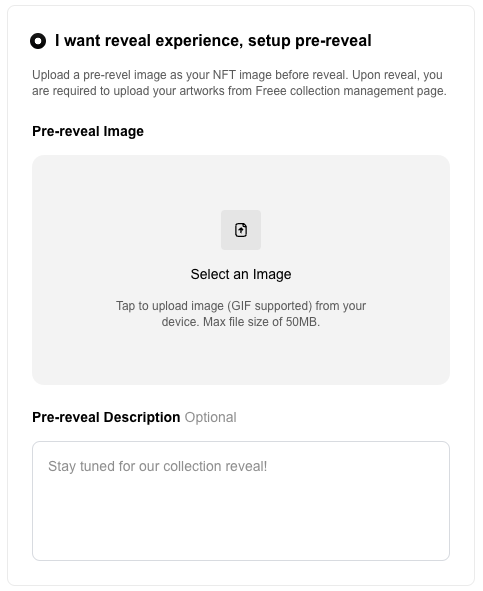 I want reveal experience, setup pre-reveal
Upload a pre-revel image as your NFT image before reveal. Upon reveal, you
are required to upload your artworks from Freee collection management page.
Pre-reveal Image
Select an Image
Tap to upload image (GIF supported) from your
device. Max file size of 50MB.
Pre-reveal Description Optional
Stay tuned for our collection reveal!